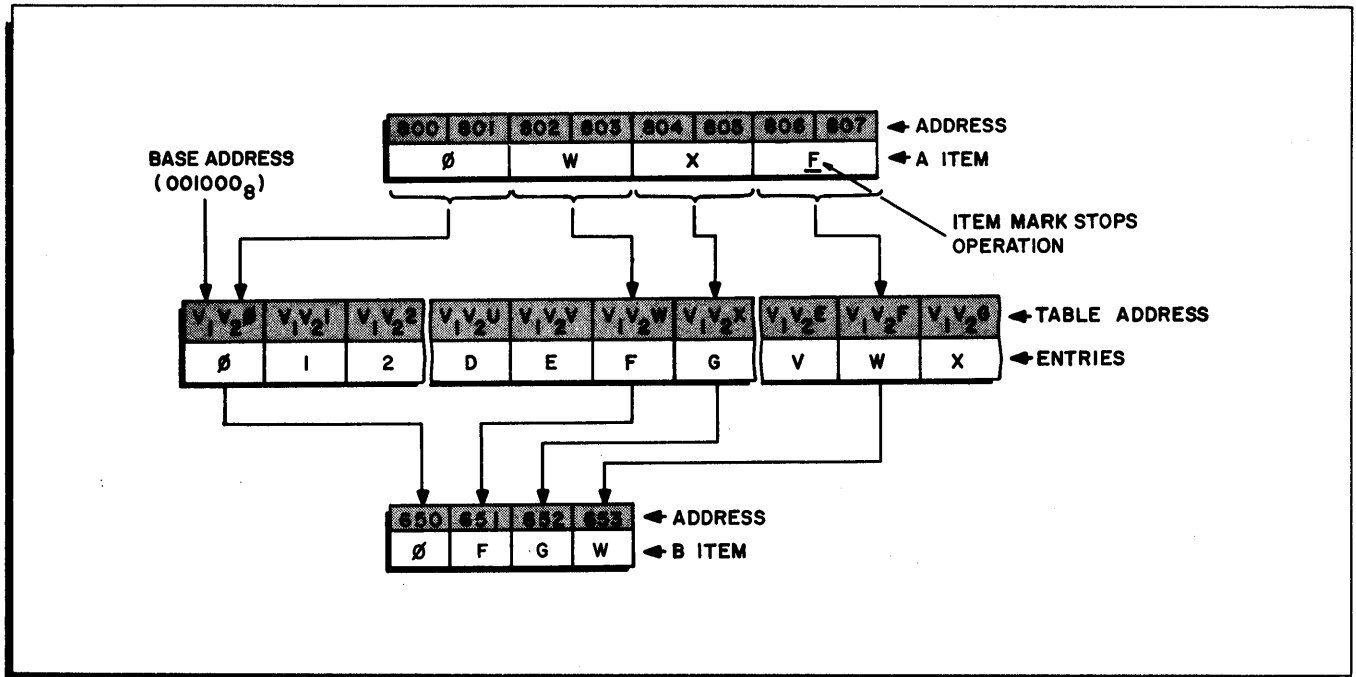 800 801 802 803 804 805 806 807 ADDRESS
Ø W X F A ITEM
BASE ADDRESS
(001000₈)
ITEM MARK STOPS
OPERATION
V₁V₂Ø V₁V₂1 V₁V₂2 V₁V₂U V₁V₂V V₁V₂W V₁V₂X V₁V₂E V₁V₂F V₁V₂G TABLE ADDRESS
Ø 1 2 D E F G V W X ENTRIES
650 651 652 653 ADDRESS
Ø F G W B ITEM